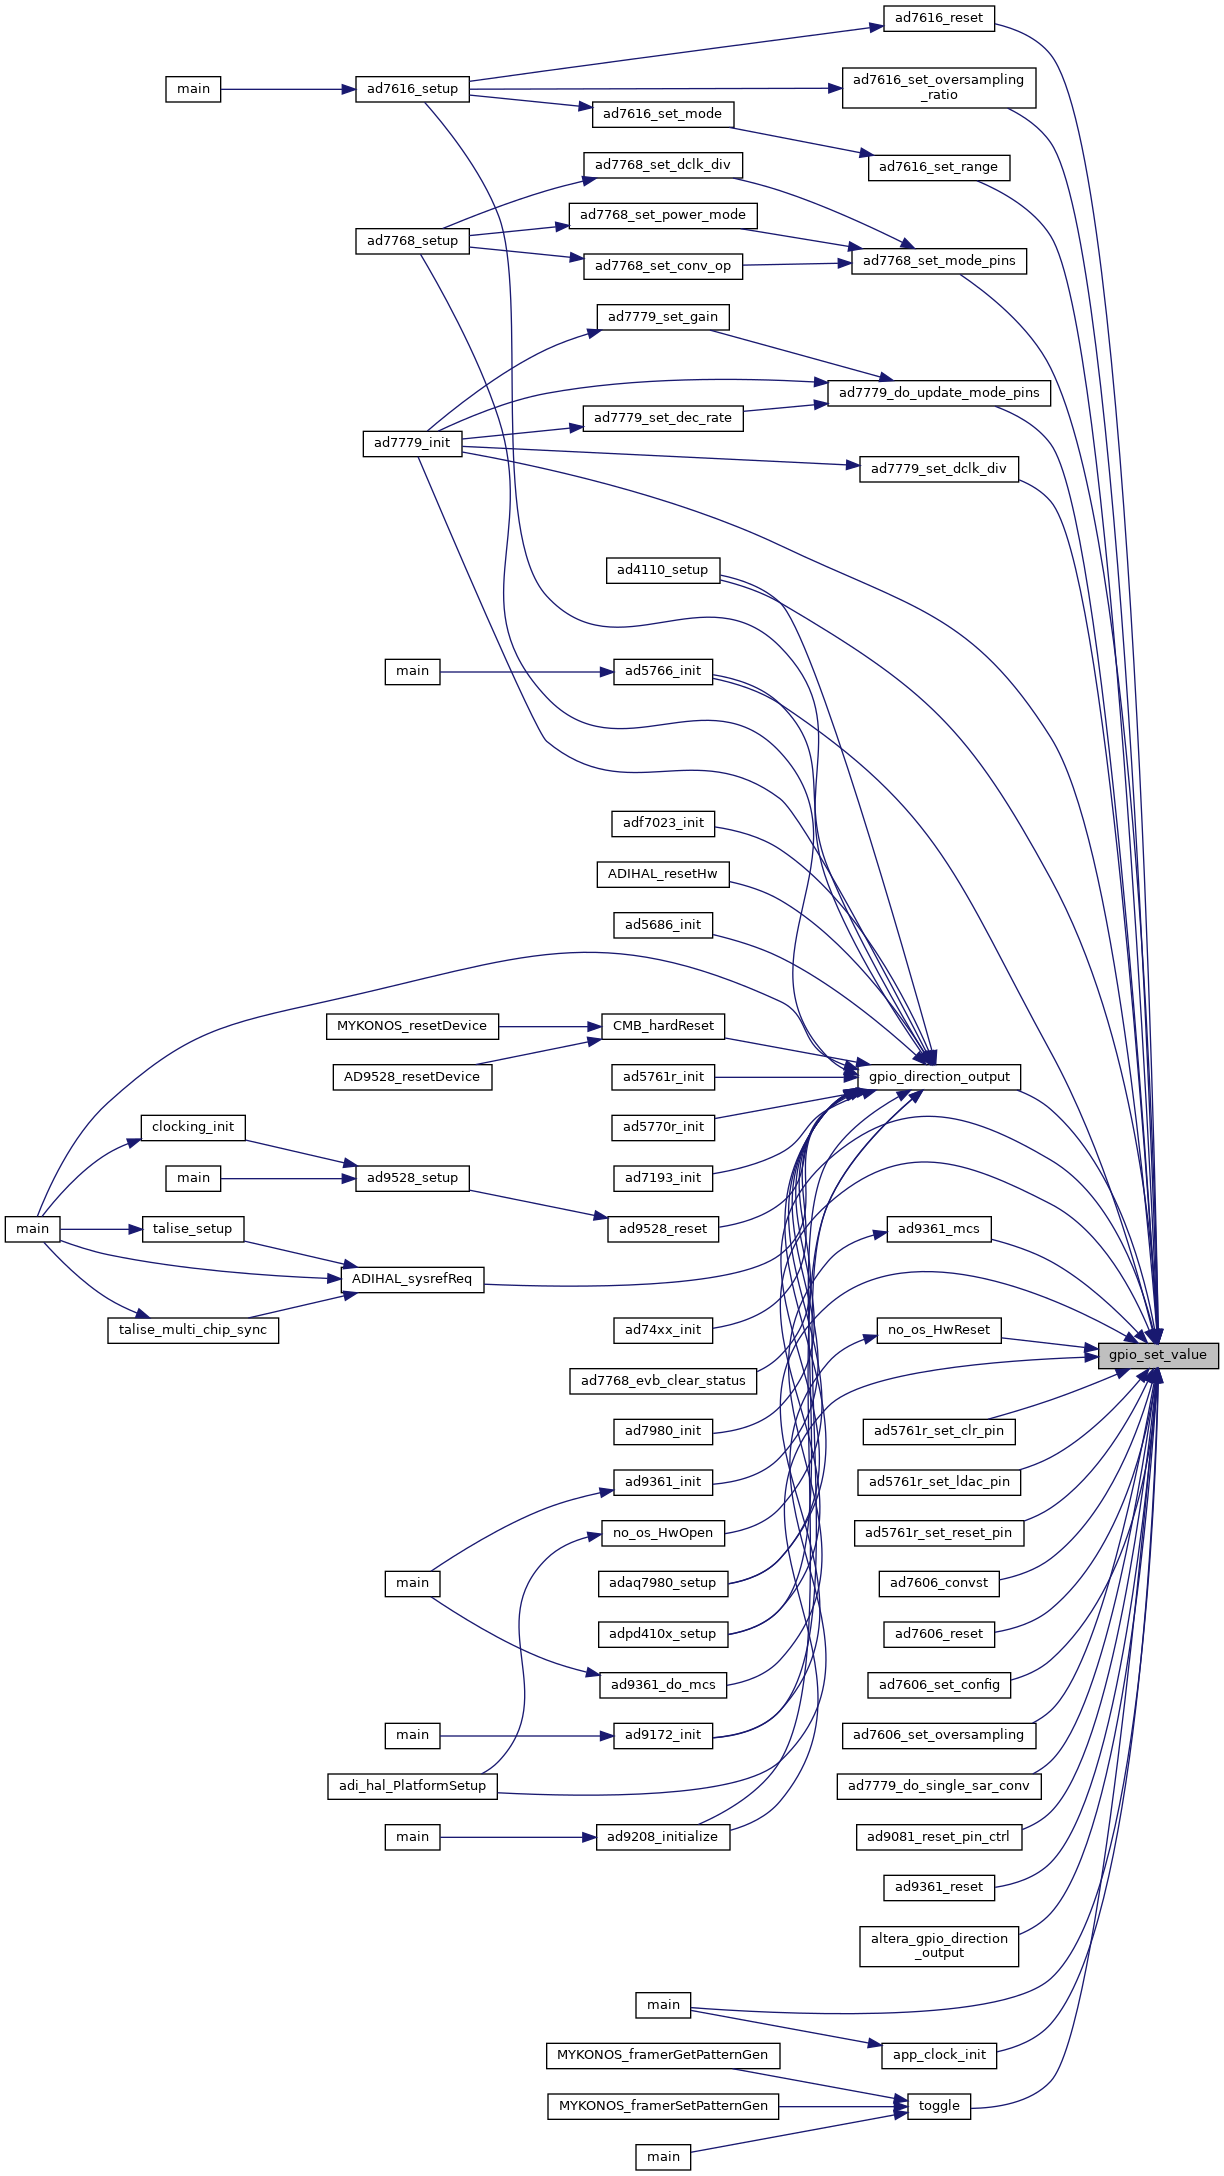 ad7616_reset
main
ad7616_setup
ad7616_set_oversampling
_ratio
ad7616_set_mode
ad7616_set_range
ad7768_set_dclk_div
ad7768_set_power_mode
ad7768_setup
ad7768_set_conv_op
ad7768_set_mode_pins
ad7779_set_gain
ad7779_do_update_mode_pins
ad7779_set_dec_rate
ad7779_init
ad7779_set_dclk_div
ad4110_setup
main
ad5766_init
adf7023_init
ADIHAL_resetHw
ad5686_init
MYKONOS_resetDevice
CMB_hardReset
AD9528_resetDevice
ad5761r_init
gpio_direction_output
clocking_init
ad5770r_init
main
ad9528_setup
ad7193_init
main
talise_setup
ad9528_reset
ad9361_mcs
ADIHAL_sysrefReq
talise_multi_chip_sync
ad74xx_init
no_os_HwReset
gpio_set_value
ad7768_evb_clear_status
ad7980_init
ad5761r_set_clr_pin
ad9361_init
ad5761r_set_ldac_pin
no_os_HwOpen
ad5761r_set_reset_pin
main
adaq7980_setup
ad7606_convst
adpd410x_setup
ad7606_reset
ad9361_do_mcs
ad7606_set_config
main
ad9172_init
ad7606_set_oversampling
adi_hal_PlatformSetup
ad7779_do_single_sar_conv
main
ad9208_initialize
ad9081_reset_pin_ctrl
ad9361_reset
altera_gpio_direction
_output
main
app_clock_init
MYKONOS_framerGetPatternGen
MYKONOS_framerSetPatternGen
toggle
main